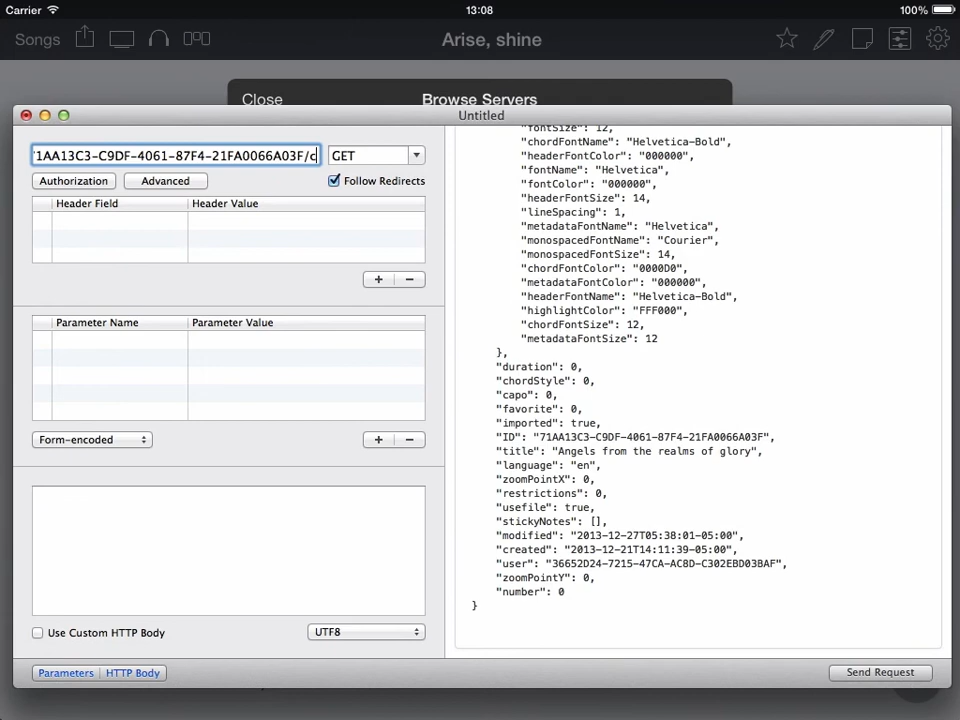 Carrier
13:08
100%
Songs
Arise, shine
Close
Browse Servers
Untitled
71AA13C3-C9DF-4061-87F4-21FA0066A03F/c
GET
Authorization
Advanced
Follow Redirects
Header Field
Header Value
+
−
Parameter Name
Parameter Value
Form-encoded
+
−
Use Custom HTTP Body
UTF8
Parameters
HTTP Body
Send Request
"fontSize": 12,
"chordFontName": "Helvetica-Bold",
"headerFontColor": "000000",
"fontName": "Helvetica",
"fontColor": "000000",
"headerFontSize": 14,
"lineSpacing": 1,
"metadataFontName": "Helvetica",
"monospacedFontName": "Courier",
"monospacedFontSize": 14,
"chordFontColor": "0000D0",
"metadataFontColor": "000000",
"headerFontName": "Helvetica-Bold",
"highlightColor": "FFF000",
"chordFontSize": 12,
"metadataFontSize": 12
},
"duration": 0,
"chordStyle": 0,
"capo": 0,
"favorite": 0,
"imported": true,
"ID": "71AA13C3-C9DF-4061-87F4-21FA0066A03F",
"title": "Angels from the realms of glory",
"language": "en",
"zoomPointX": 0,
"restrictions": 0,
"usefile": true,
"stickyNotes": [],
"modified": "2013-12-27T05:38:01-05:00",
"created": "2013-12-21T14:11:39-05:00",
"user": "36652D24-7215-47CA-AC8D-C302EBD03BAF",
"zoomPointY": 0,
"number": 0
}